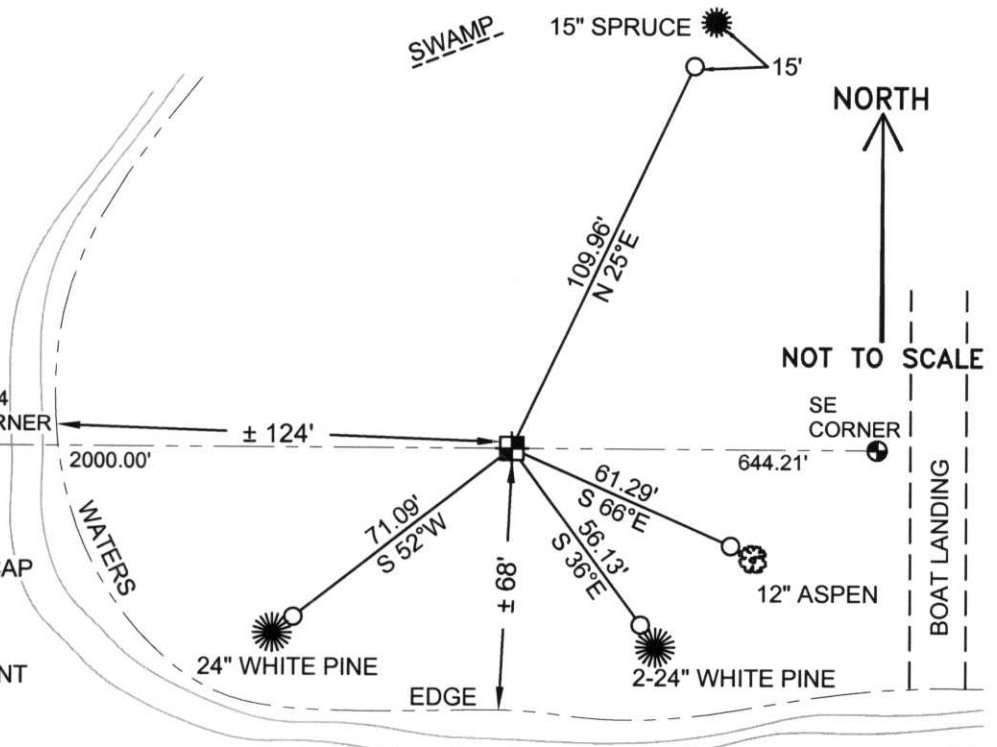 SWAMP
15" SPRUCE
15'
NORTH
109.96'
N 25°E
NOT TO SCALE
4
RNER
± 124'
SE
CORNER
2000.00'
644.21'
61.29'
S 66°E
71.09'
S 52°W
56.13'
S 36°E
WATERS
± 68'
BOAT LANDING
CAP
12" ASPEN
24" WHITE PINE
2-24" WHITE PINE
NT
EDGE